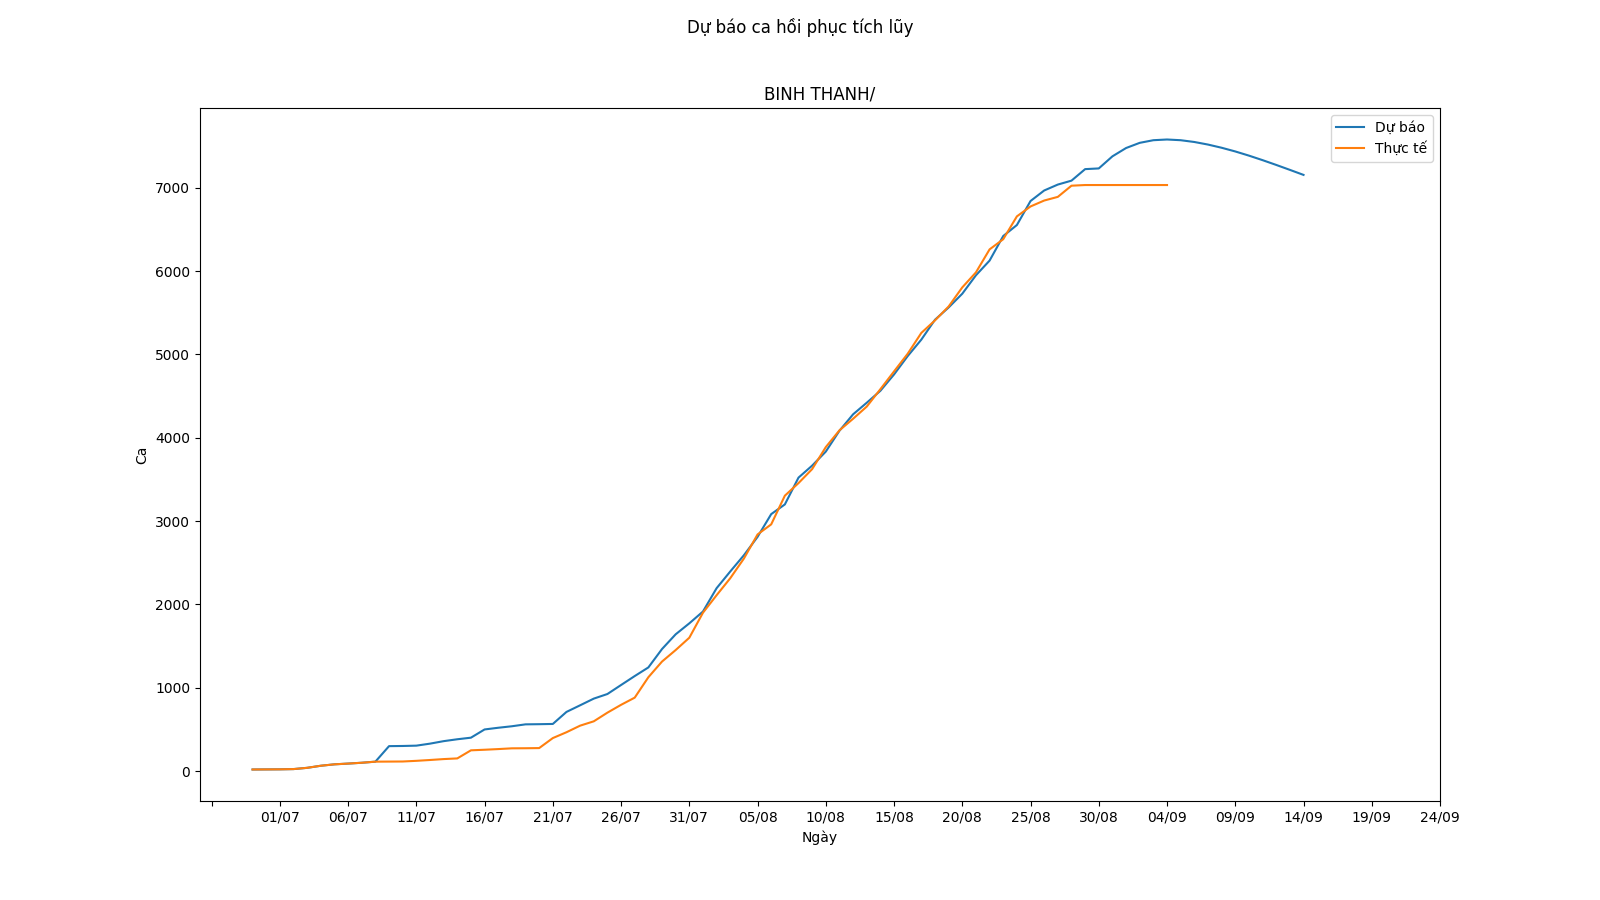 Dự báo ca hồi phục tích lũy
BINH THANH/
Dự báo
Thực tế
7000
6000
5000
4000
3000
2000
1000
0
Ca
01/07 06/07 11/07 16/07 21/07 26/07 31/07 05/08 10/08 15/08 20/08 25/08 30/08 04/09 09/09 14/09 19/09 24/09
Ngày